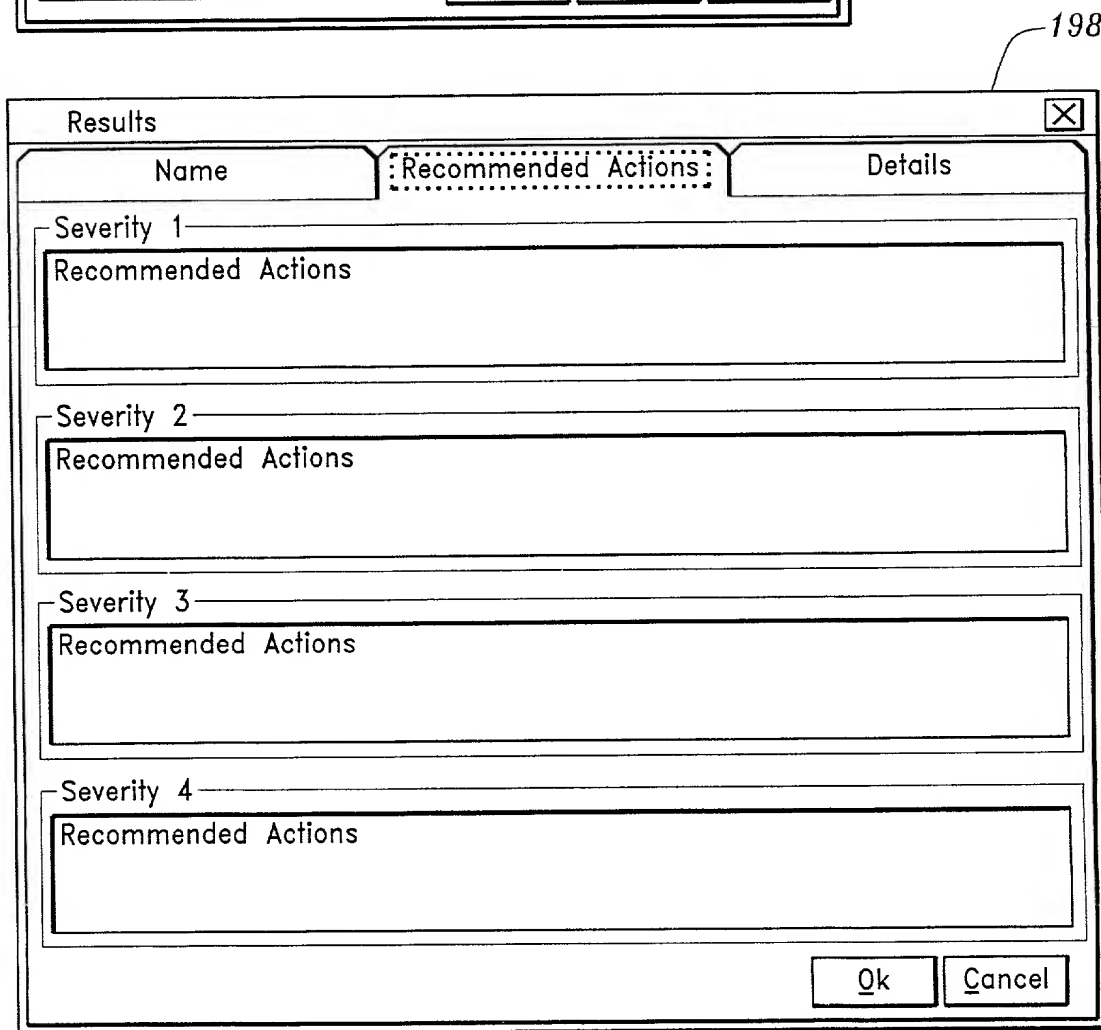 198
Results
Name Recommended Actions Details
Severity 1
Recommended Actions
Severity 2
Recommended Actions
Severity 3
Recommended Actions
Severity 4
Recommended Actions
Ok Cancel